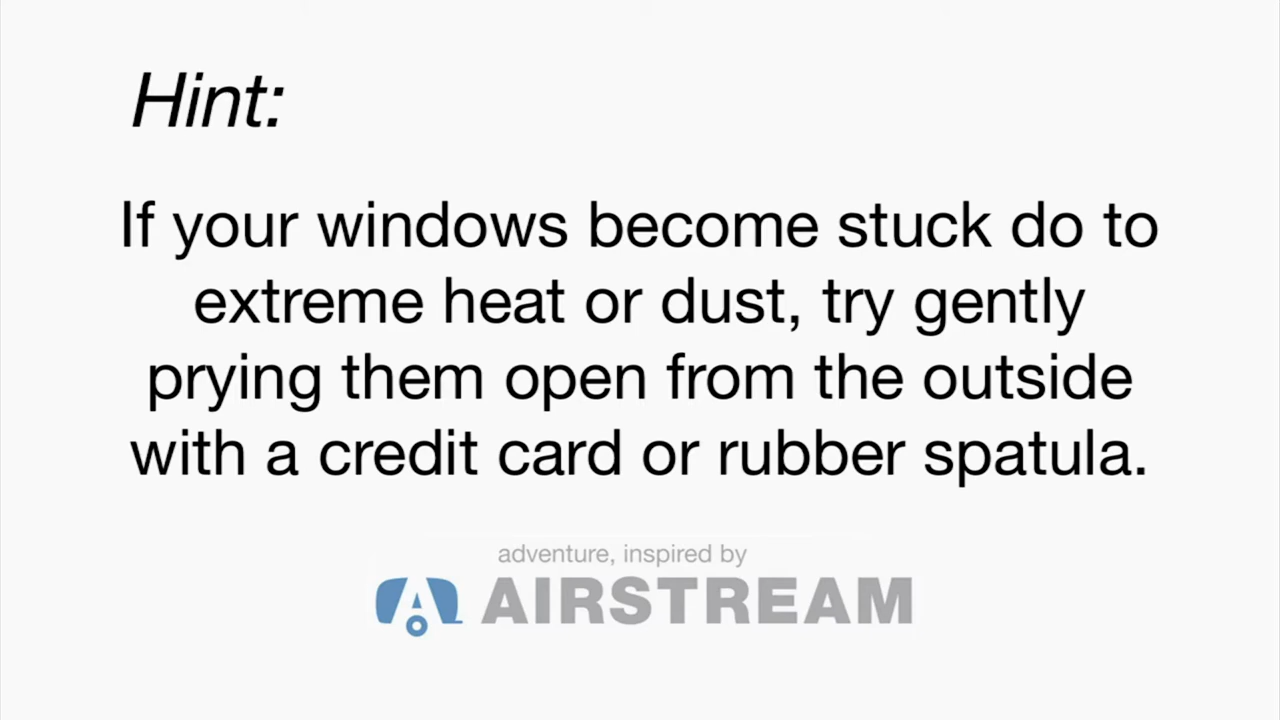 Hint:
If your windows become stuck do to
extreme heat or dust, try gently
prying them open from the outside
with a credit card or rubber spatula.
adventure, inspired by
AIRSTREAM